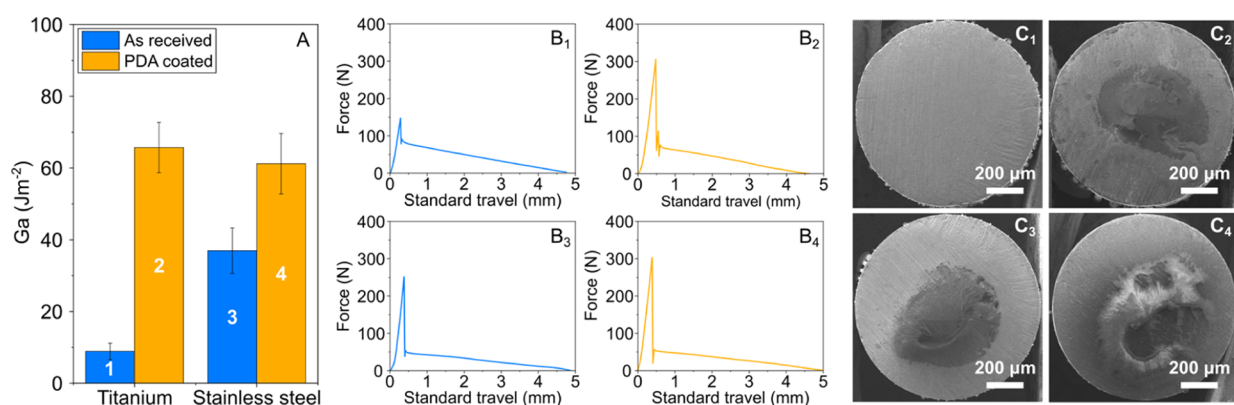 A
As received
PDA coated
100
80
60
40
20
0
Ga (Jm-2)
1
2
3
4
Titanium
Stainless steel
B1
Force (N)
400
300
200
100
0
0 1 2 3 4 5
Standard travel (mm)
B2
Force (N)
400
300
200
100
0
0 1 2 3 4 5
Standard travel (mm)
B3
Force (N)
400
300
200
100
0
0 1 2 3 4 5
Standard travel (mm)
B4
Force (N)
400
300
200
100
0
0 1 2 3 4 5
Standard travel (mm)
C1
200 µm
C2
200 µm
C3
200 µm
C4
200 µm